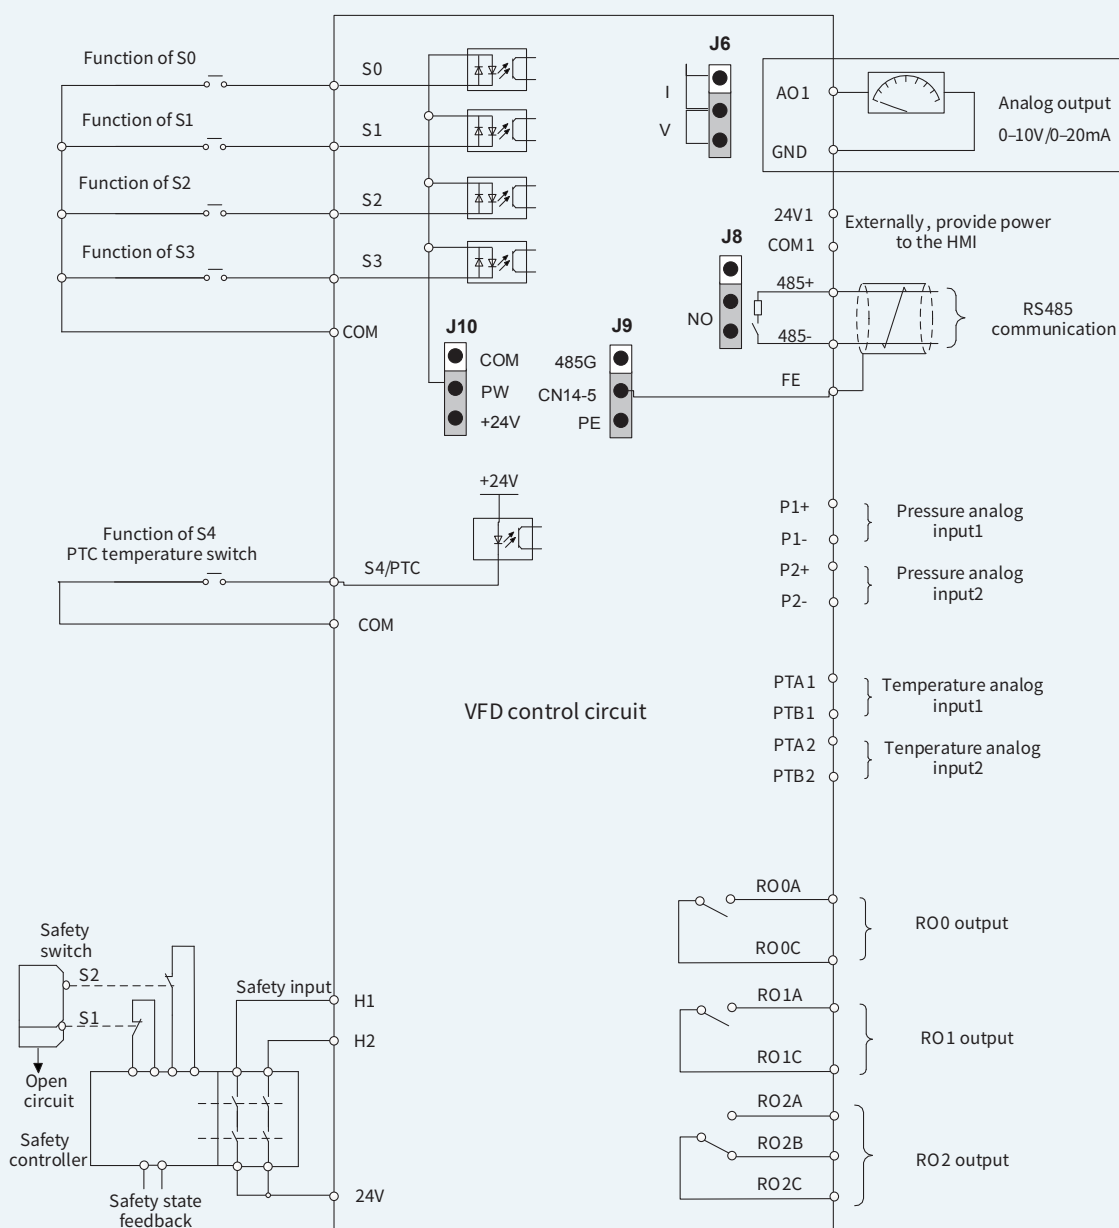 Function of S0
S0
Function of S1
S1
Function of S2
S2
Function of S3
S3
COM
J10
COM
PW
+24V
J9
485G
CN14-5
PE
J6
I
V
AO1
GND
Analog output
0–10V/0–20mA
24V1
COM1
Externally, provide power
to the HMI
J8
NO
485+
485-
FE
RS485
communication
+24V
Function of S4
PTC temperature switch
S4/PTC
COM
P1+
P1-
Pressure analog
input1
P2+
P2-
Pressure analog
input2
VFD control circuit
PTA1
PTB1
Temperature analog
input1
PTA2
PTB2
Tenperature analog
input2
RO0A
RO0C
RO0 output
RO1A
RO1C
RO1 output
RO2A
RO2B
RO2C
RO2 output
Safety
switch
S2
S1
Open
circuit
Safety input
H1
H2
Safety
controller
Safety state
feedback
24V